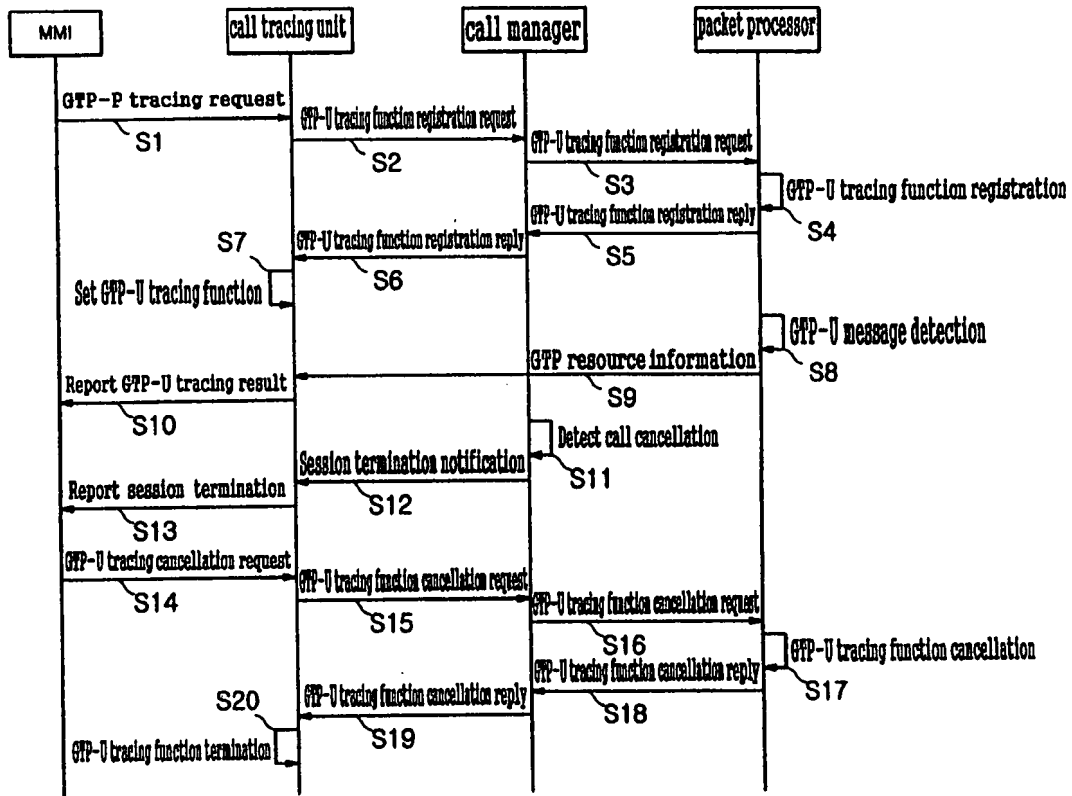 MMI
call tracing unit
call manager
packet processor
GTP-P tracing request
S1
GTP-U tracing function registration request
S2
GTP-U tracing function registration request
S3
GTP-U tracing function registration
S4
GTP-U tracing function registration reply
S5
GTP-U tracing function registration reply
S6
S7
Set GTP-U tracing function
GTP-U message detection
S8
GTP resource information
S9
Report GTP-U tracing result
S10
Detect call cancellation
S11
Session termination notification
S12
Report session termination
S13
GTP-U tracing cancellation request
S14
GTP-U tracing function cancellation request
S15
GTP-U tracing function cancellation request
S16
GTP-U tracing function cancellation
S17
GTP-U tracing function cancellation reply
S18
GTP-U tracing function cancellation reply
S19
S20
GTP-U tracing function termination